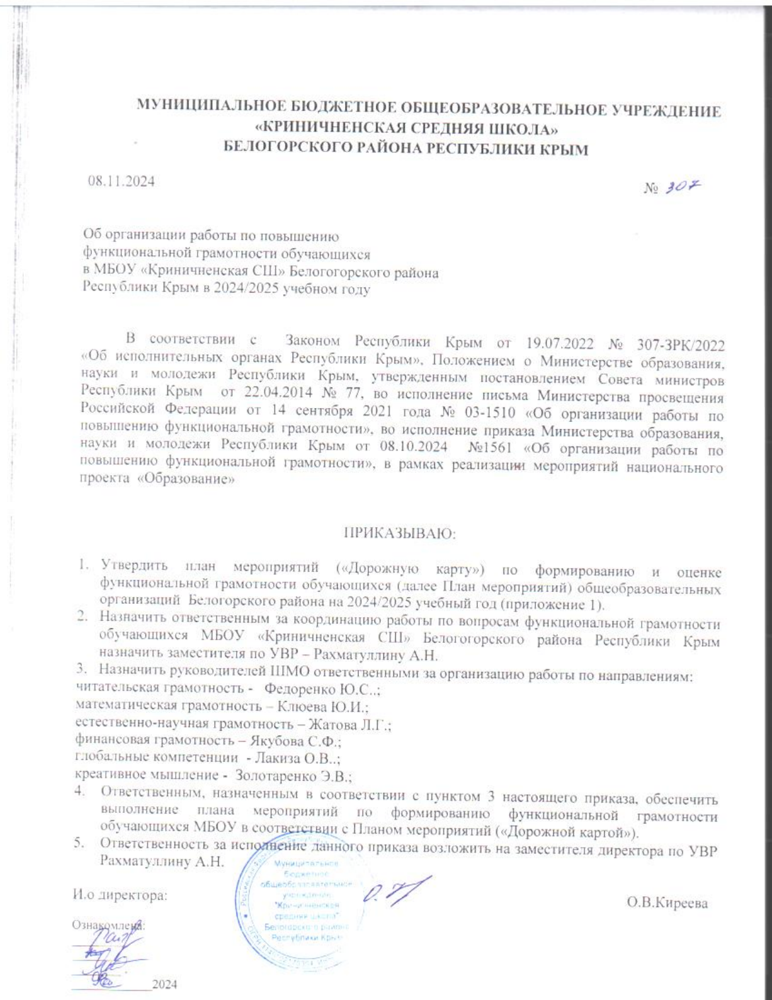 МУНИЦИПАЛЬНОЕ БЮДЖЕТНОЕ ОБЩЕОБРАЗОВАТЕЛЬНОЕ УЧРЕЖДЕНИЕ
«КРИНИЧНЕНСКАЯ СРЕДНЯЯ ШКОЛА»
БЕЛОГОРСКОГО РАЙОНА РЕСПУБЛИКИ КРЫМ
08.11.2024
№ 307
Об организации работы по повышению
функциональной грамотности обучающихся
в МБОУ «Криничненская СШ» Белогогорского района
Республики Крым в 2024/2025 учебном году
В соответствии с Законом Республики Крым от 19.07.2022 № 307-ЗРК/2022
«Об исполнительных органах Республики Крым», Положением о Министерстве образования,
науки и молодежи Республики Крым, утвержденным постановлением Совета министров
Республики Крым от 22.04.2014 № 77, во исполнение письма Министерства просвещения
Российской Федерации от 14 сентября 2021 года № 03-1510 «Об организации работы по
повышению функциональной грамотности», во исполнение приказа Министерства образования,
науки и молодежи Республики Крым от 08.10.2024 №1561 «Об организации работы по
повышению функциональной грамотности», в рамках реализации мероприятий национального
проекта «Образование»
ПРИКАЗЫВАЮ:
1. Утвердить план мероприятий («Дорожную карту») по формированию и оценке
функциональной грамотности обучающихся (далее План мероприятий) общеобразовательных
организаций Белогорского района на 2024/2025 учебный год (приложение 1).
2. Назначить ответственным за координацию работы по вопросам функциональной грамотности
обучающихся МБОУ «Криничненская СШ» Белогогорского района Республики Крым
назначить заместителя по УВР – Рахматуллину А.Н.
3. Назначить руководителей ШМО ответственными за организацию работы по направлениям:
читательская грамотность - Федоренко Ю.С..;
математическая грамотность – Клюева Ю.И.;
естественно-научная грамотность – Жатова Л.Г.;
финансовая грамотность – Якубова С.Ф.;
глобальные компетенции - Лакиза О.В..;
креативное мышление - Золотаренко Э.В.;
4. Ответственным, назначенным в соответствии с пунктом 3 настоящего приказа, обеспечить
выполнение плана мероприятий по формированию функциональной грамотности
обучающихся МБОУ в соответствии с Планом мероприятий («Дорожной картой»).
5. Ответственность за исполнение данного приказа возложить на заместителя директора по УВР
Рахматуллину А.Н.
Муниципальное
бюджетное
общеобразовательное
учреждение
"Криничненская
средняя школа"
Белогорского района
Республики Крым
И.о директора:
О.В.Киреева
Ознакомлена:
2024